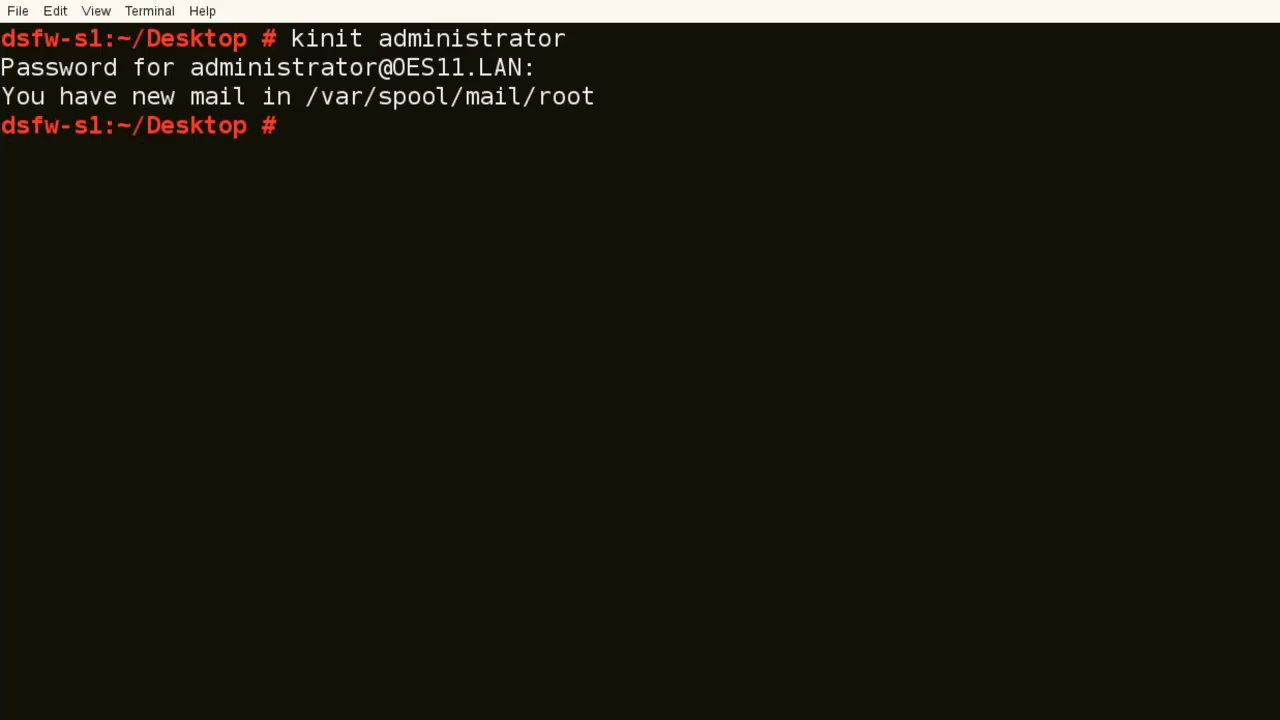 File Edit View Terminal Help
dsfw-s1:~/Desktop # kinit administrator
Password for administrator@OES11.LAN:
You have new mail in /var/spool/mail/root
dsfw-s1:~/Desktop #